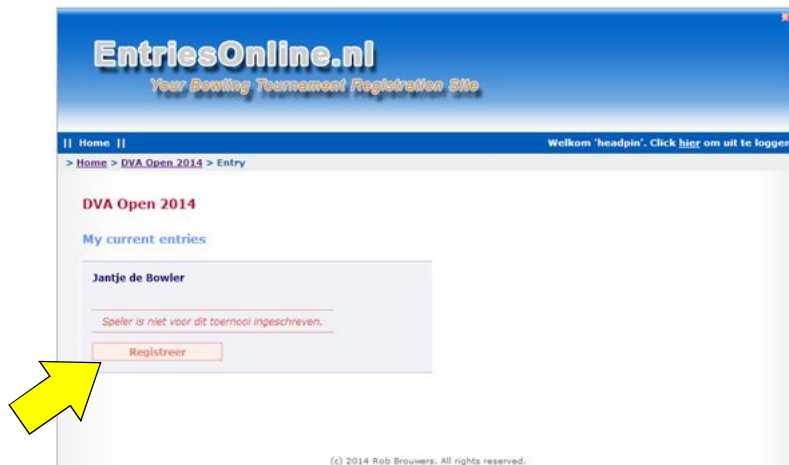 EntriesOnline.nl
Your Bowling Tournament Registration Site
|| Home ||
Welkom 'headpin'. Click hier om uit te loggen
> Home > DVA Open 2014 > Entry
DVA Open 2014
My current entries
Jantje de Bowler
Speler is niet voor dit toernooi ingeschreven.
Registreer
(c) 2014 Rob Brouwers. All rights reserved.